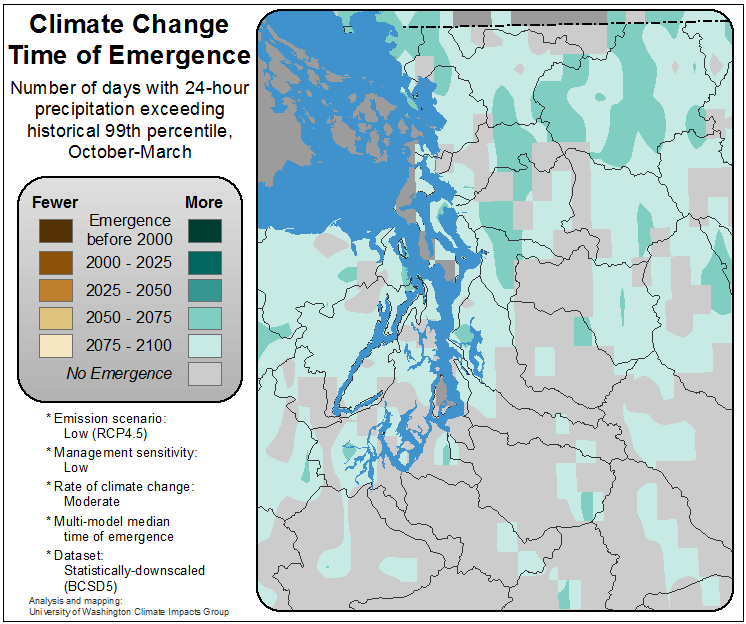 Climate Change
Time of Emergence
Number of days with 24-hour
precipitation exceeding
historical 99th percentile,
October-March
Fewer More
Emergence
before 2000
2000 - 2025
2025 - 2050
2050 - 2075
2075 - 2100
No Emergence
* Emission scenario:
Low (RCP4.5)
* Management sensitivity:
Low
* Rate of climate change:
Moderate
* Multi-model median
time of emergence
* Dataset:
Statistically-downscaled
(BCSD5)
Analysis and mapping:
University of Washington Climate Impacts Group